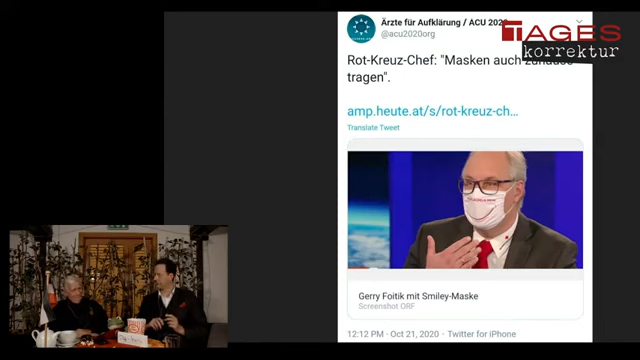 Ärzte für Aufklärung / ACU 2020
@acu2020org
TAGES
korrektur
Rot-Kreuz-Chef: "Masken auch zuhause
tragen".
amp.heute.at/s/rot-kreuz-ch...
Translate Tweet
Gerry Foitik mit Smiley-Maske
Screenshot ORF
12:12 PM · Oct 21, 2020 · Twitter for iPhone